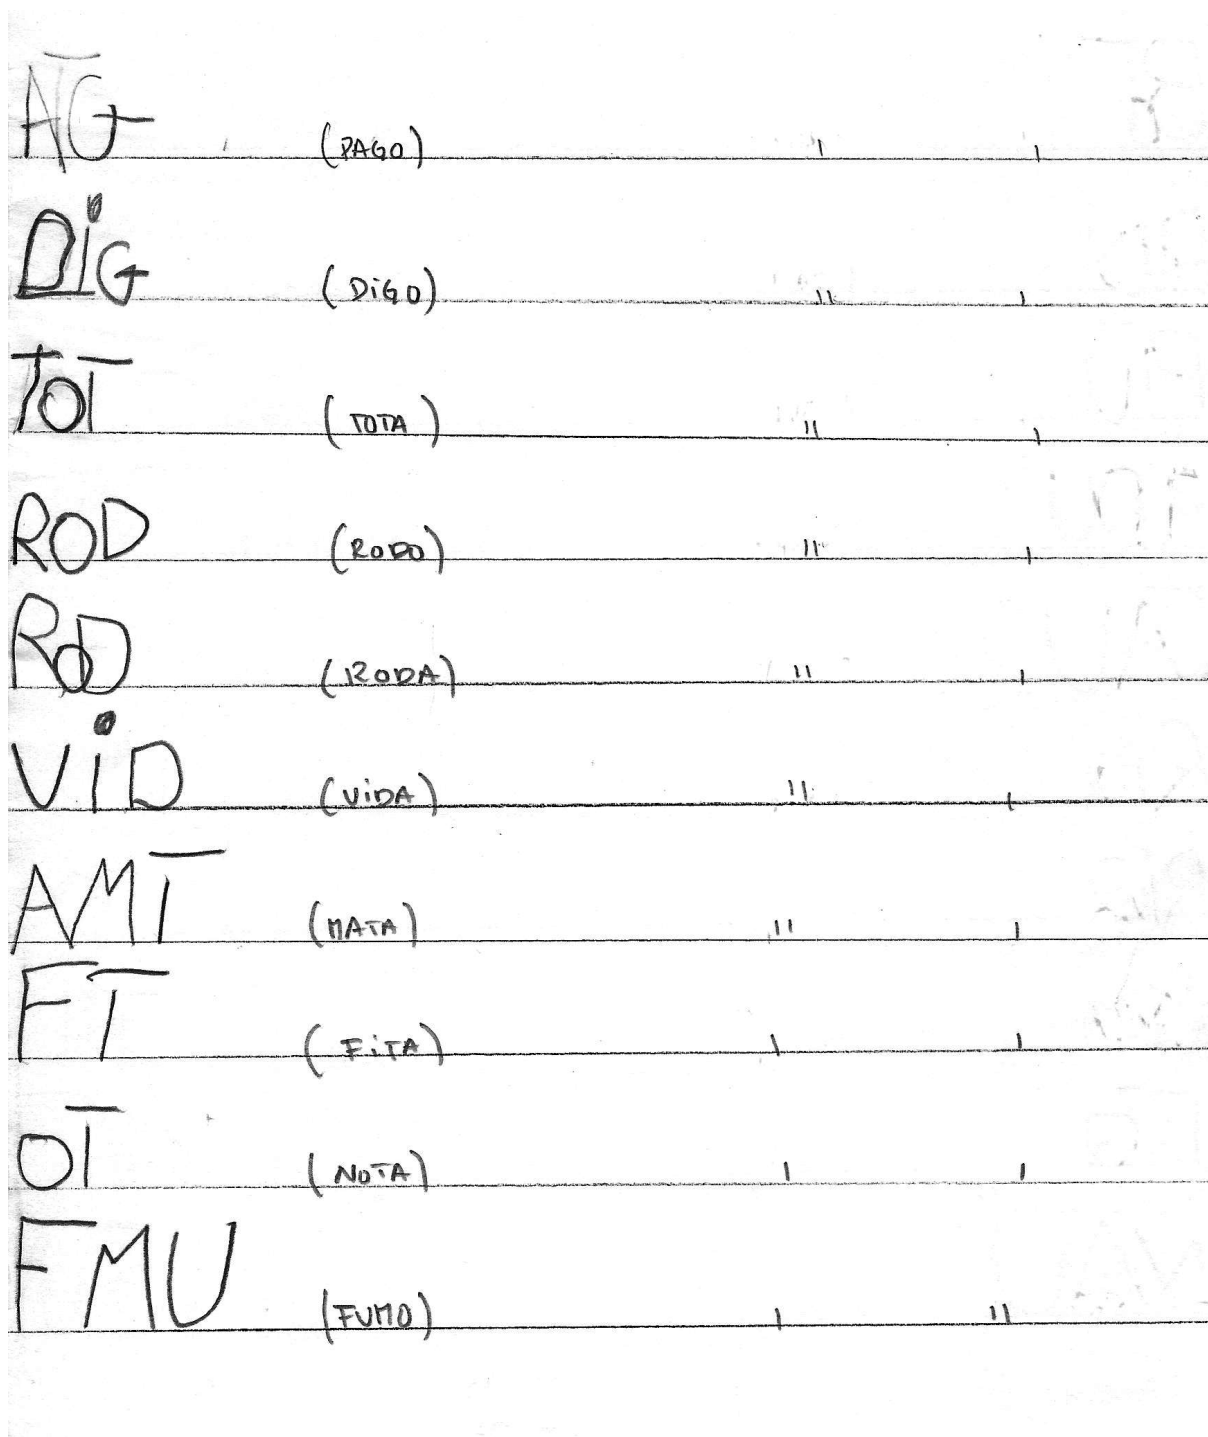 ATG (PAGO) I I
DiG (DiGO) II I
TOT (TOTA) II I
ROD (RODO) II I
ROD (RODA) II I
ViD (ViDA) II I
AMT (MATA) II I
FT (FiTA) I I
OT (NOTA) I I
FMU (FUMO) I II